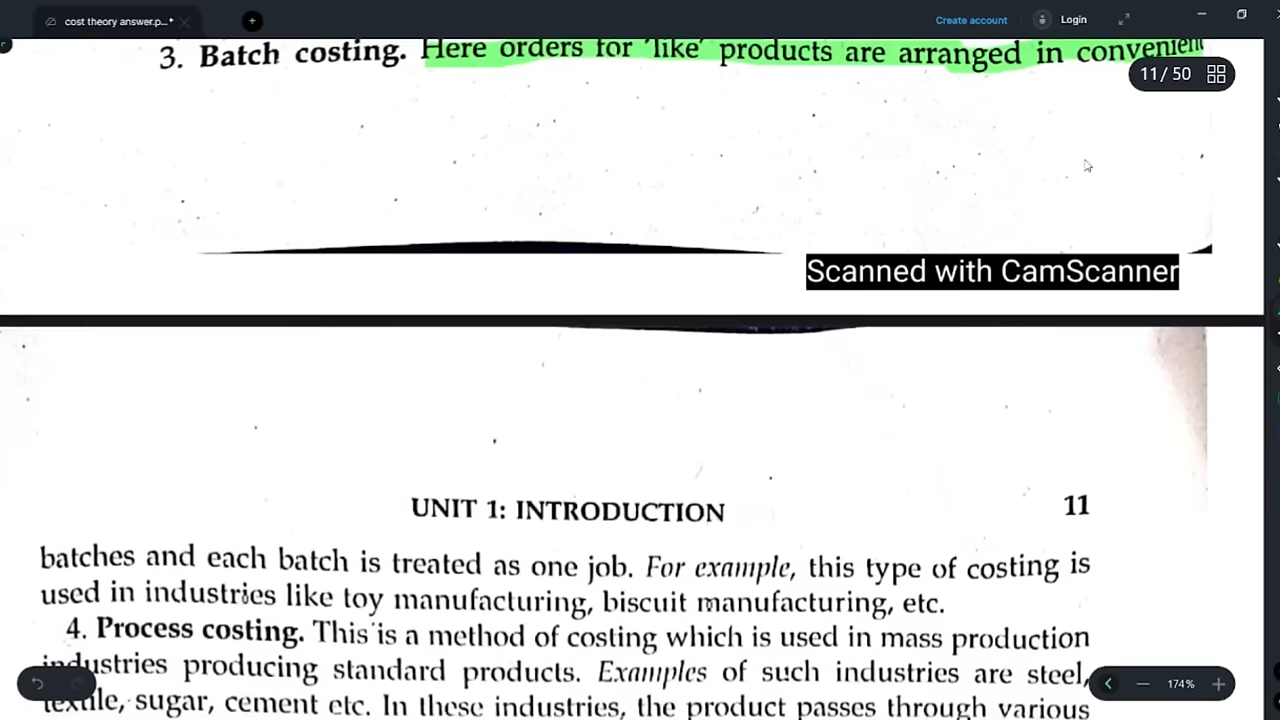 cost theory answer.p...*
Create account
Login
3. Batch costing. Here orders for 'like' products are arranged in convenient
11 / 50
Scanned with CamScanner
UNIT 1: INTRODUCTION 11
batches and each batch is treated as one job. For example, this type of costing is
used in industries like toy manufacturing, biscuit manufacturing, etc.
4. Process costing. This is a method of costing which is used in mass production
industries producing standard products. Examples of such industries are steel,
textile, sugar, cement etc. In these industries, the product passes through various
174%